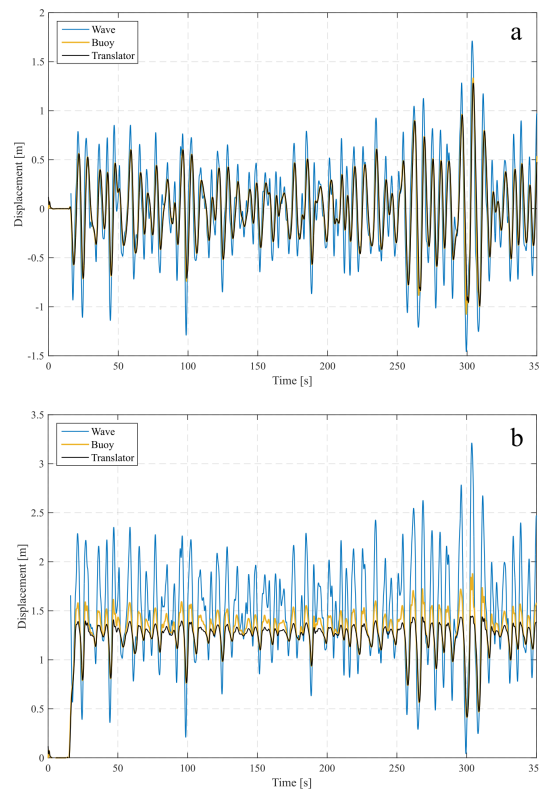 a
2
1.5
1
0.5
0
-0.5
-1
-1.5
Displacement [m]
Wave
Buoy
Translator
0 50 100 150 200 250 300 35
Time [s]
b
3.5
3
2.5
2
1.5
1
0.5
0
Displacement [m]
Wave
Buoy
Translator
0 50 100 150 200 250 300 35
Time [s]